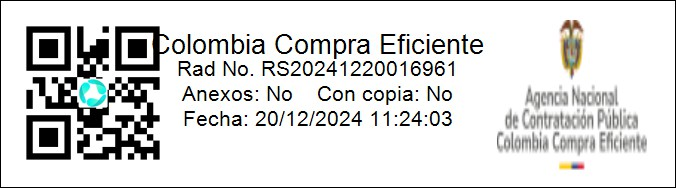 Colombia Compra Eficiente
Rad No. RS20241220016961
Anexos: No    Con copia: No
Fecha: 20/12/2024 11:24:03
Agencia Nacional
de Contratación Pública
Colombia Compra Eficiente